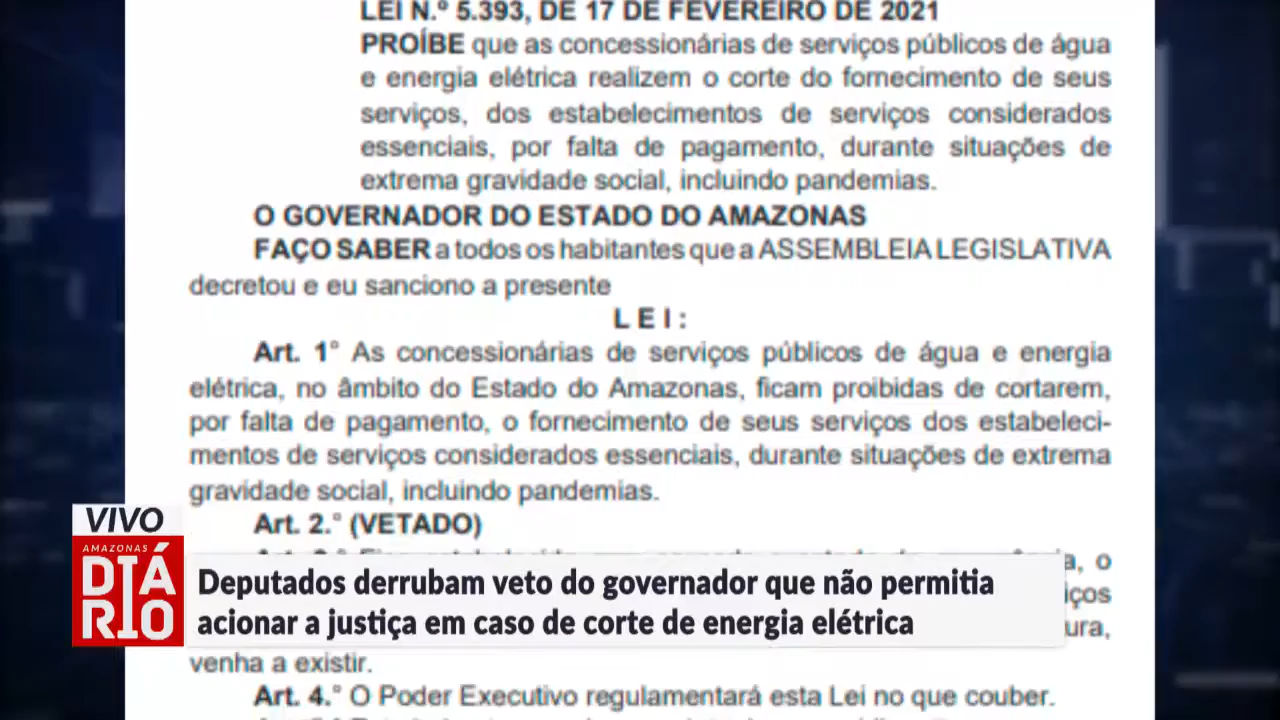 LEI N.º 5.393, DE 17 DE FEVEREIRO DE 2021
PROÍBE que as concessionárias de serviços públicos de água
e energia elétrica realizem o corte do fornecimento de seus
serviços, dos estabelecimentos de serviços considerados
essenciais, por falta de pagamento, durante situações de
extrema gravidade social, incluindo pandemias.
O GOVERNADOR DO ESTADO DO AMAZONAS
FAÇO SABER a todos os habitantes que a ASSEMBLEIA LEGISLATIVA
decretou e eu sanciono a presente
L E I :
Art. 1° As concessionárias de serviços públicos de água e energia
elétrica, no âmbito do Estado do Amazonas, ficam proibidas de cortarem,
por falta de pagamento, o fornecimento de seus serviços dos estabeleci-
mentos de serviços considerados essenciais, durante situações de extrema
gravidade social, incluindo pandemias.
Art. 2.° (VETADO)
VIVO
AMAZONAS
DIÁ
RIO
Deputados derrubam veto do governador que não permitia
acionar a justiça em caso de corte de energia elétrica
venha a existir.
Art. 4.° O Poder Executivo regulamentará esta Lei no que couber.